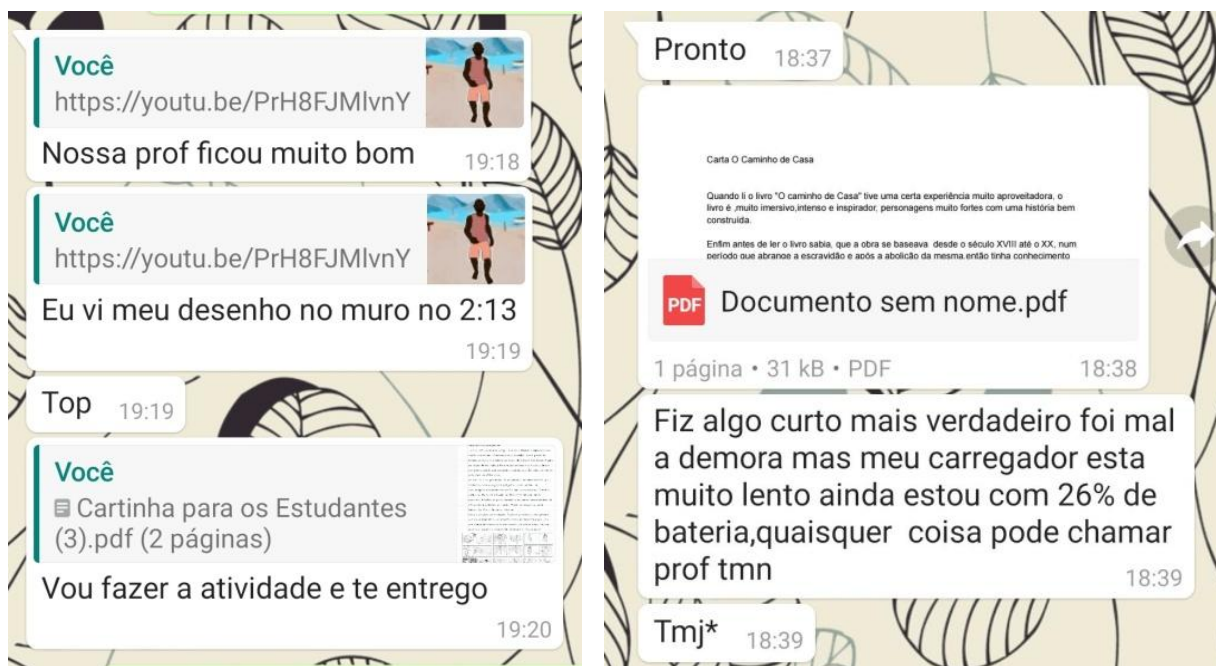 Você
https://youtu.be/PrH8FJMlvnY
Nossa prof ficou muito bom 19:18
Você
https://youtu.be/PrH8FJMlvnY
Eu vi meu desenho no muro no 2:13
19:19
Top 19:19
Você
Cartinha para os Estudantes
(3).pdf (2 páginas)
Vou fazer a atividade e te entrego
19:20
Pronto 18:37
Carta O Caminho de Casa
Quando li o livro "O caminho de Casa" tive uma certa experiência muito aproveitadora, o
livro é ,muito imersivo,intenso e inspirador, personagens muito fortes com uma história bem
construída.
Enfim antes de ler o livro sabia, que a obra se baseava desde o século XVIII até o XX, num
período que abrange a escravidão e após a abolição da mesma,então tinha conhecimento
PDF Documento sem nome.pdf
1 página • 31 kB • PDF 18:38
Fiz algo curto mais verdadeiro foi mal
a demora mas meu carregador esta
muito lento ainda estou com 26% de
bateria,quaisquer coisa pode chamar
prof tmn 18:39
Tmj* 18:39